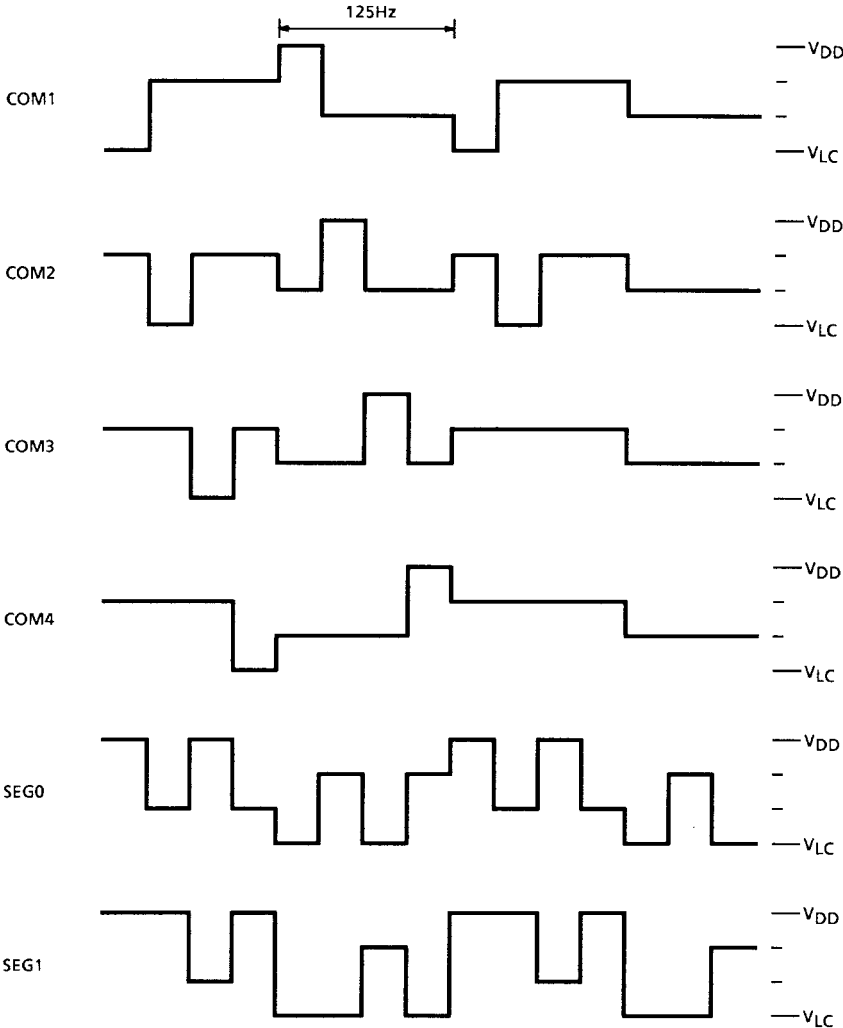 125Hz
COM1
VDD
VLC
COM2
VDD
VLC
COM3
VDD
VLC
COM4
VDD
VLC
SEG0
VDD
VLC
SEG1
VDD
VLC